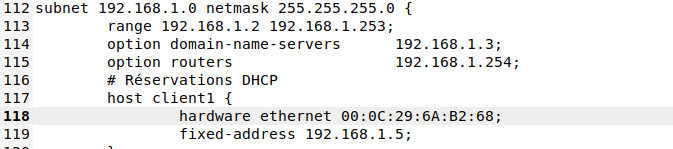 112 subnet 192.168.1.0 netmask 255.255.255.0 {
113 range 192.168.1.2 192.168.1.253;
114 option domain-name-servers 192.168.1.3;
115 option routers 192.168.1.254;
116 # Réservations DHCP
117 host client1 {
118 hardware ethernet 00:0C:29:6A:B2:68;
119 fixed-address 192.168.1.5;